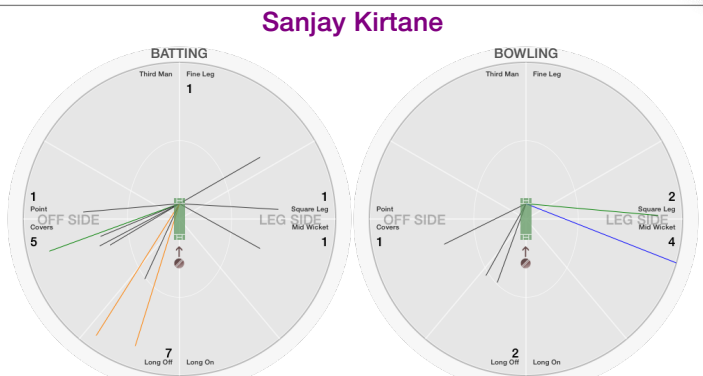 Sanjay Kirtane
BATTING
Third Man Fine Leg
1
1
Point
OFF SIDE
Covers
5
1
Square Leg
LEG SIDE
Mid Wicket
1
7
Long Off Long On
BOWLING
Third Man Fine Leg
Point
OFF SIDE
Covers
1
2
Square Leg
LEG SIDE
Mid Wicket
4
2
Long Off Long On